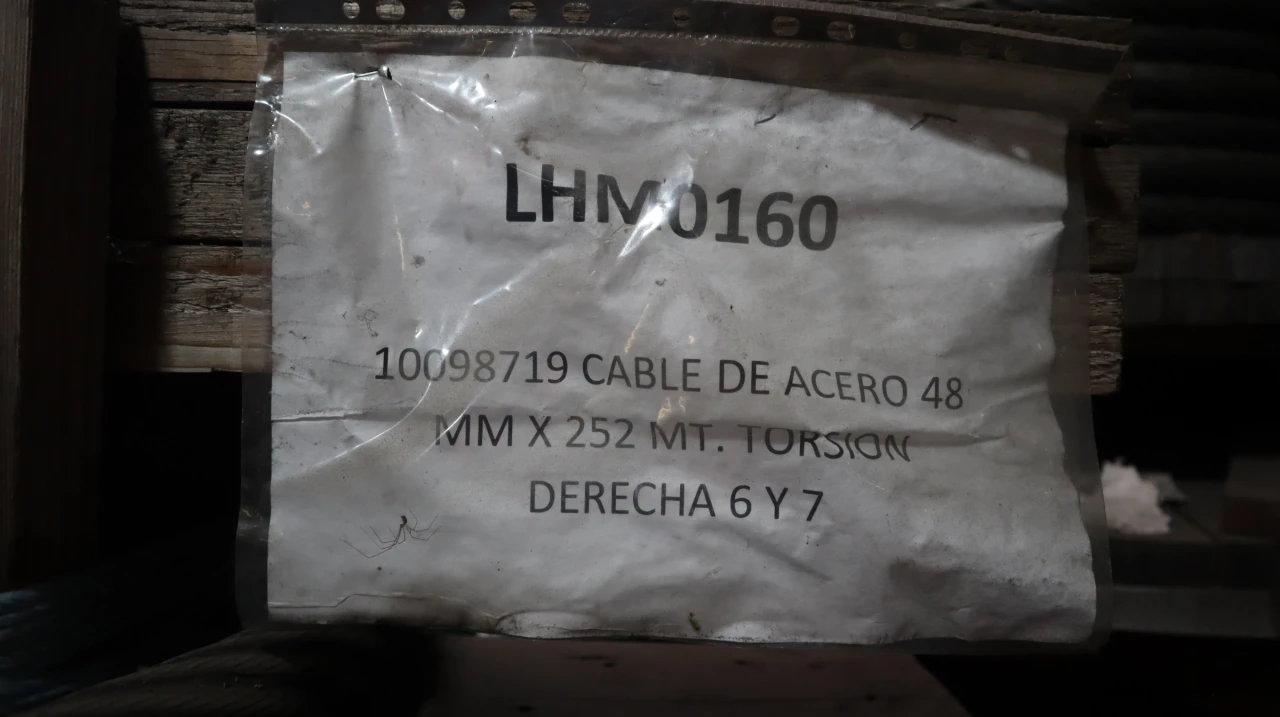 LHM0160
10098719 CABLE DE ACERO 48
MM X 252 MT. TORSION
DERECHA 6 Y 7